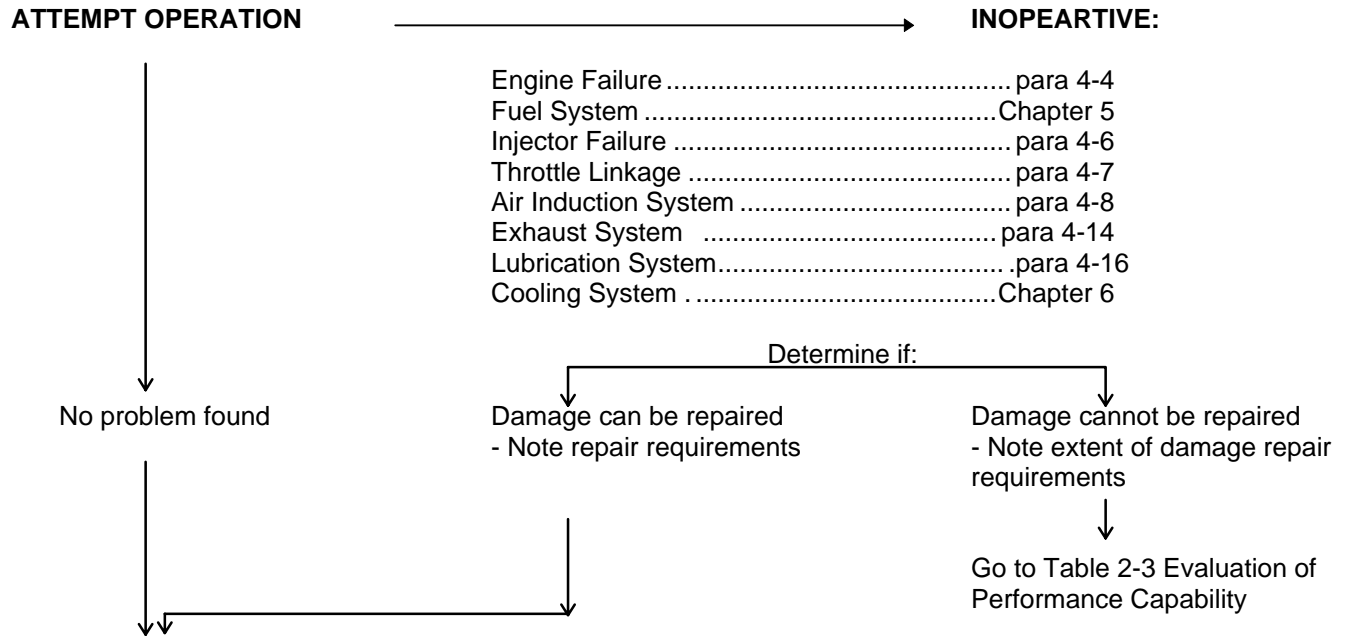 ATTEMPT OPERATION
INOPEARTIVE:
Engine Failure .................................................. para 4-4
Fuel System ...................................................Chapter 5
Injector Failure ............................................. para 4-6
Throttle Linkage ............................................... para 4-7
Air Induction System ....................................... para 4-8
Exhaust System .......................................... para 4-14
Lubrication System......................................... .para 4-16
Cooling System . ...........................................Chapter 6
Determine if:
No problem found
Damage can be repaired
- Note repair requirements
Damage cannot be repaired
- Note extent of damage repair
requirements
Go to Table 2-3 Evaluation of
Performance Capability